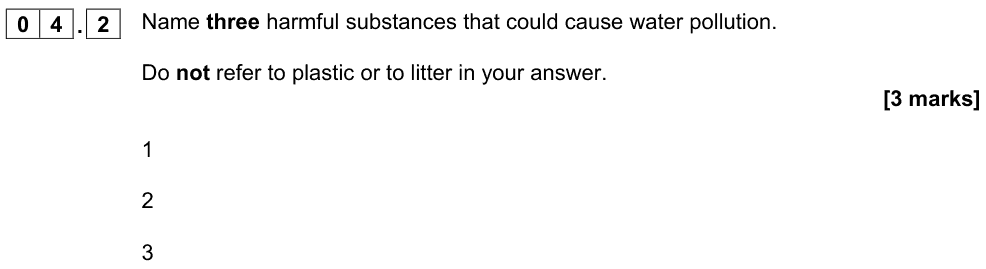 0 4 . 2 Name three harmful substances that could cause water pollution.
Do not refer to plastic or to litter in your answer.
[3 marks]
1
2
3